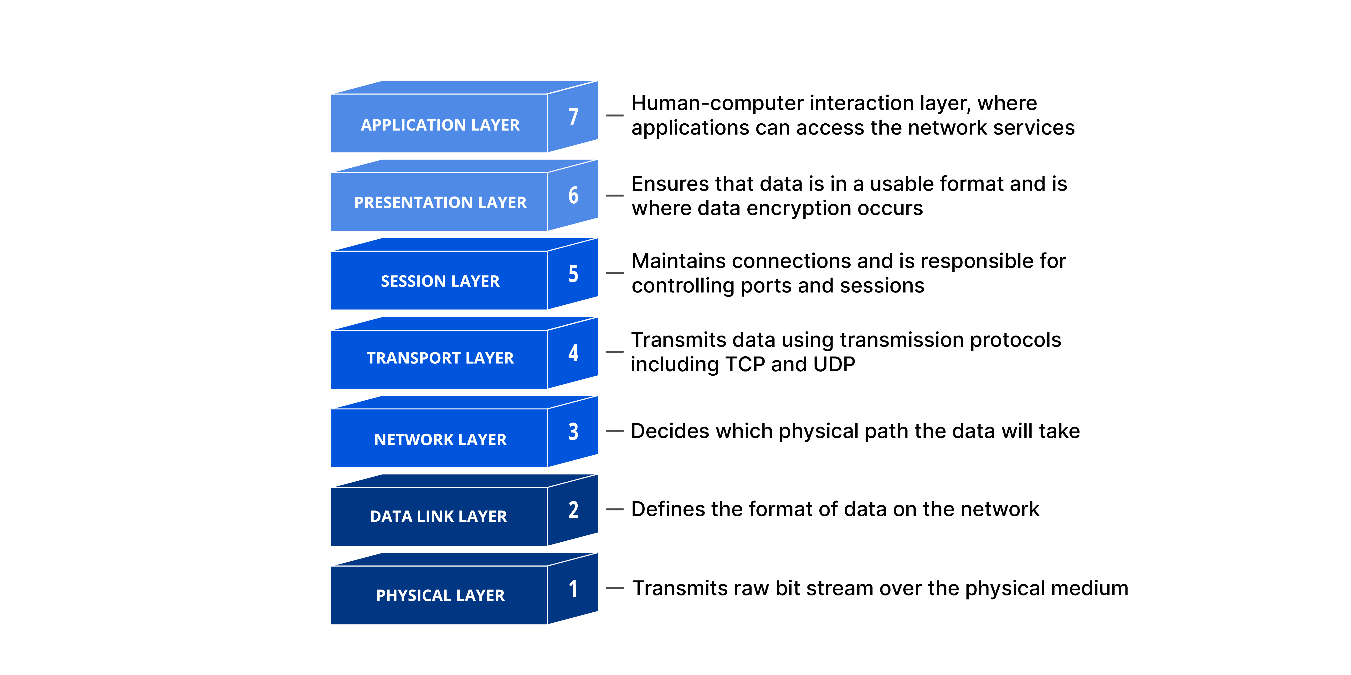 APPLICATION LAYER
7
Human-computer interaction layer, where
applications can access the network services
PRESENTATION LAYER
6
Ensures that data is in a usable format and is
where data encryption occurs
SESSION LAYER
5
Maintains connections and is responsible for
controlling ports and sessions
TRANSPORT LAYER
4
Transmits data using transmission protocols
including TCP and UDP
NETWORK LAYER
3
Decides which physical path the data will take
DATA LINK LAYER
2
Defines the format of data on the network
PHYSICAL LAYER
1
Transmits raw bit stream over the physical medium